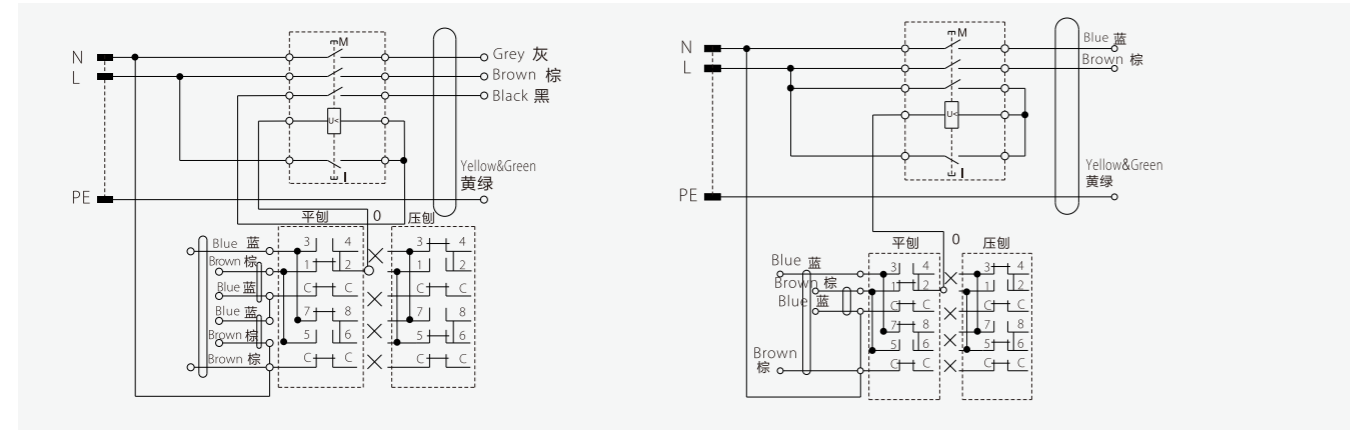 N
L
M
Grey 灰
Brown 棕
Black 黑
U<
I
Yellow&Green
黄绿
PE
平刨 0 压刨
Blue 蓝
Brown 棕
Blue 蓝
Blue 蓝
Brown 棕
Brown 棕
3 4
1 2
C C
7 8
5 6
C C
3 4
1 2
C C
7 8
5 6
C C
N
L
M
Blue 蓝
Brown 棕
U<
I
Yellow&Green
黄绿
PE
平刨 0 压刨
Blue 蓝
Brown 棕
Blue 蓝
Brown
棕
3 4
1 2
C C
7 8
5 6
C C
3 4
1 2
C C
7 8
5 6
C C